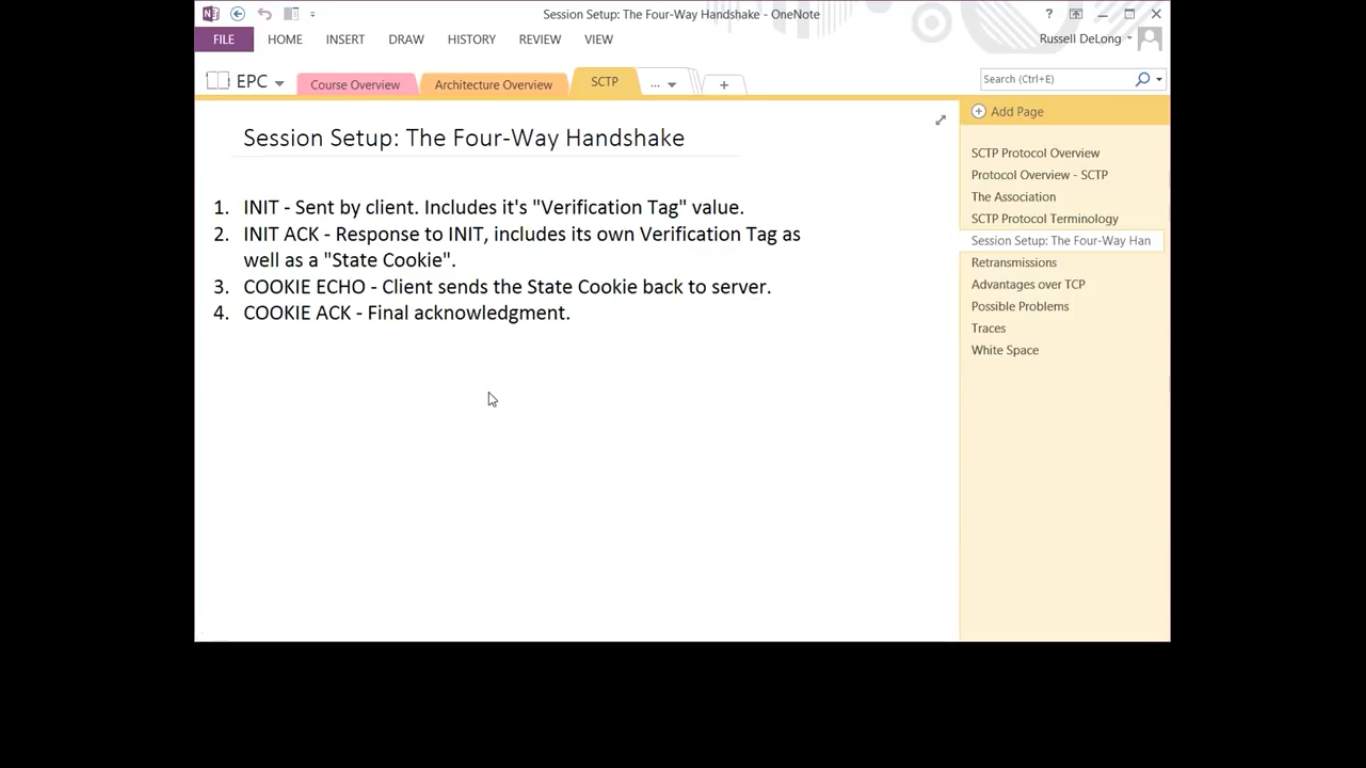 Session Setup: The Four-Way Handshake - OneNote
?
Russell DeLong
FILE HOME INSERT DRAW HISTORY REVIEW VIEW
EPC
Course Overview
Architecture Overview
SCTP
...
+
Search (Ctrl+E)
Session Setup: The Four-Way Handshake
1. INIT - Sent by client. Includes it's "Verification Tag" value.
2. INIT ACK - Response to INIT, includes its own Verification Tag as
well as a "State Cookie".
3. COOKIE ECHO - Client sends the State Cookie back to server.
4. COOKIE ACK - Final acknowledgment.
Add Page
SCTP Protocol Overview
Protocol Overview - SCTP
The Association
SCTP Protocol Terminology
Session Setup: The Four-Way Han
Retransmissions
Advantages over TCP
Possible Problems
Traces
White Space